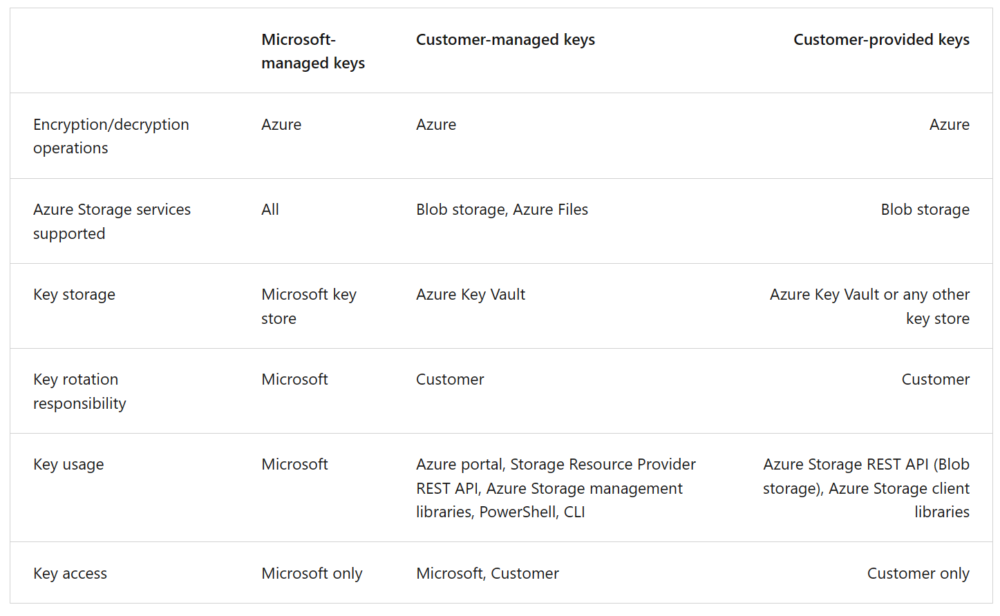 Microsoft-
managed keys
Customer-managed keys
Customer-provided keys
Encryption/decryption
operations
Azure
Azure
Azure
Azure Storage services
supported
All
Blob storage, Azure Files
Blob storage
Key storage
Microsoft key
store
Azure Key Vault
Azure Key Vault or any other
key store
Key rotation
responsibility
Microsoft
Customer
Customer
Key usage
Microsoft
Azure portal, Storage Resource Provider
REST API, Azure Storage management
libraries, PowerShell, CLI
Azure Storage REST API (Blob
storage), Azure Storage client
libraries
Key access
Microsoft only
Microsoft, Customer
Customer only